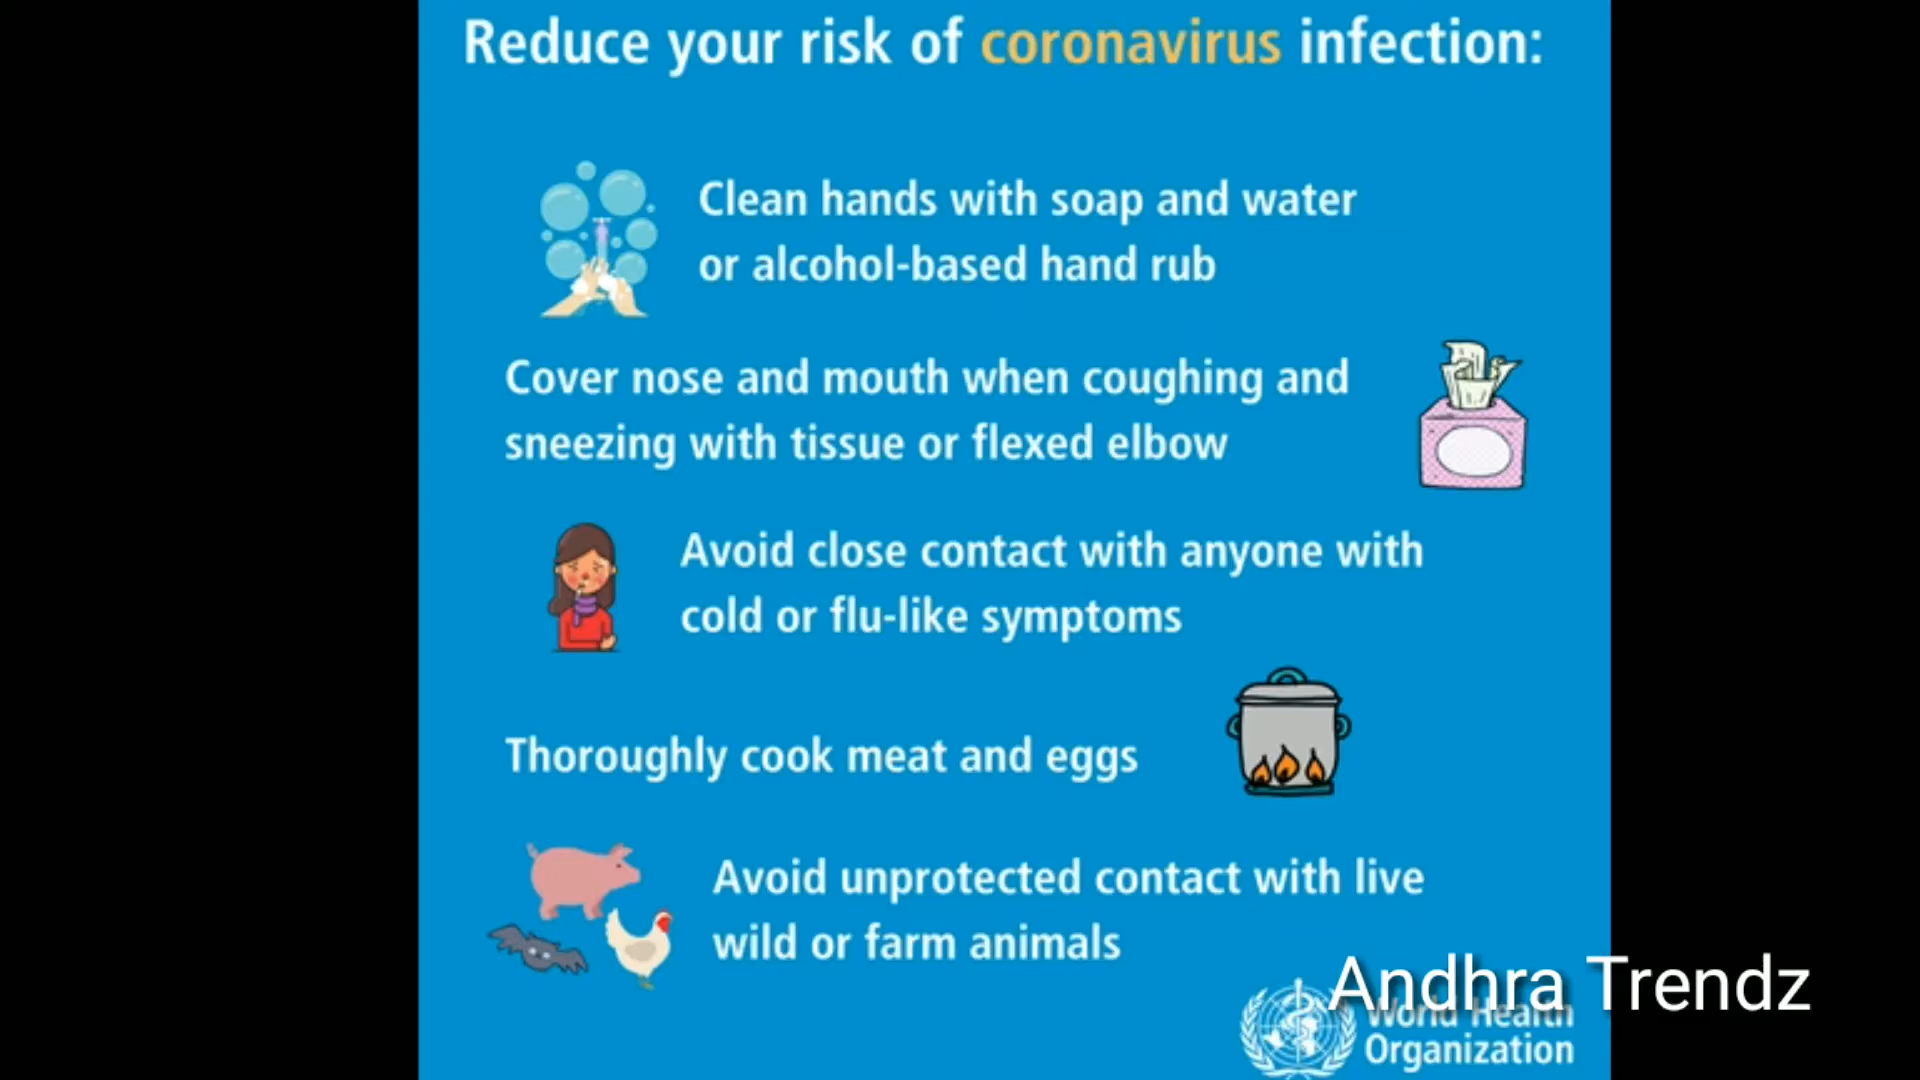 Reduce your risk of coronavirus infection:
Clean hands with soap and water
or alcohol-based hand rub
Cover nose and mouth when coughing and
sneezing with tissue or flexed elbow
Avoid close contact with anyone with
cold or flu-like symptoms
Thoroughly cook meat and eggs
Avoid unprotected contact with live
wild or farm animals
Andhra Trendz
World Health
Organization